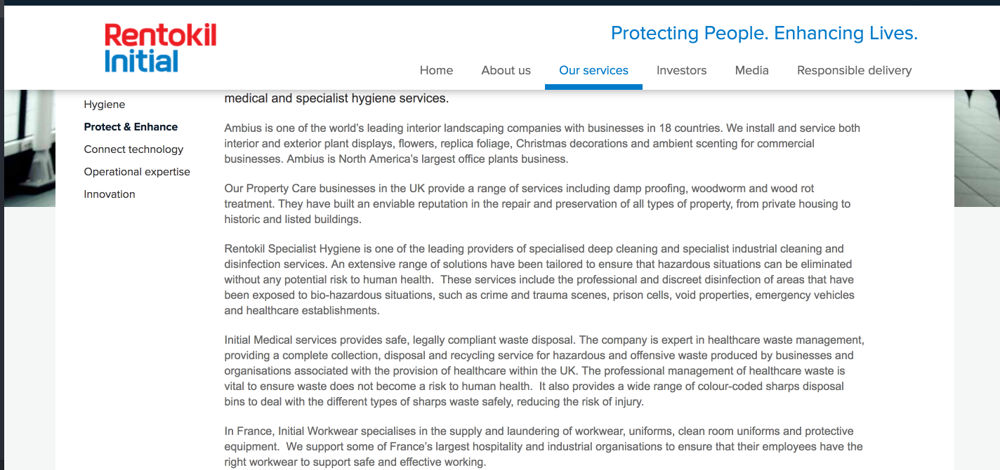 Rentokil
Initial
Protecting People. Enhancing Lives.
Home About us Our services Investors Media Responsible delivery
Hygiene
Protect & Enhance
Connect technology
Operational expertise
Innovation
medical and specialist hygiene services.
Ambius is one of the world’s leading interior landscaping companies with businesses in 18 countries. We install and service both
interior and exterior plant displays, flowers, replica foliage, Christmas decorations and ambient scenting for commercial
businesses. Ambius is North America’s largest office plants business.
Our Property Care businesses in the UK provide a range of services including damp proofing, woodworm and wood rot
treatment. They have built an enviable reputation in the repair and preservation of all types of property, from private housing to
historic and listed buildings.
Rentokil Specialist Hygiene is one of the leading providers of specialised deep cleaning and specialist industrial cleaning and
disinfection services. An extensive range of solutions have been tailored to ensure that hazardous situations can be eliminated
without any potential risk to human health.  These services include the professional and discreet disinfection of areas that have
been exposed to bio-hazardous situations, such as crime and trauma scenes, prison cells, void properties, emergency vehicles
and healthcare establishments.
Initial Medical services provides safe, legally compliant waste disposal. The company is expert in healthcare waste management,
providing a complete collection, disposal and recycling service for hazardous and offensive waste produced by businesses and
organisations associated with the provision of healthcare within the UK. The professional management of healthcare waste is
vital to ensure waste does not become a risk to human health.  It also provides a wide range of colour-coded sharps disposal
bins to deal with the different types of sharps waste safely, reducing the risk of injury.
In France, Initial Workwear specialises in the supply and laundering of workwear, uniforms, clean room uniforms and protective
equipment.  We support some of France’s largest hospitality and industrial organisations to ensure that their employees have the
right workwear to support safe and effective working.